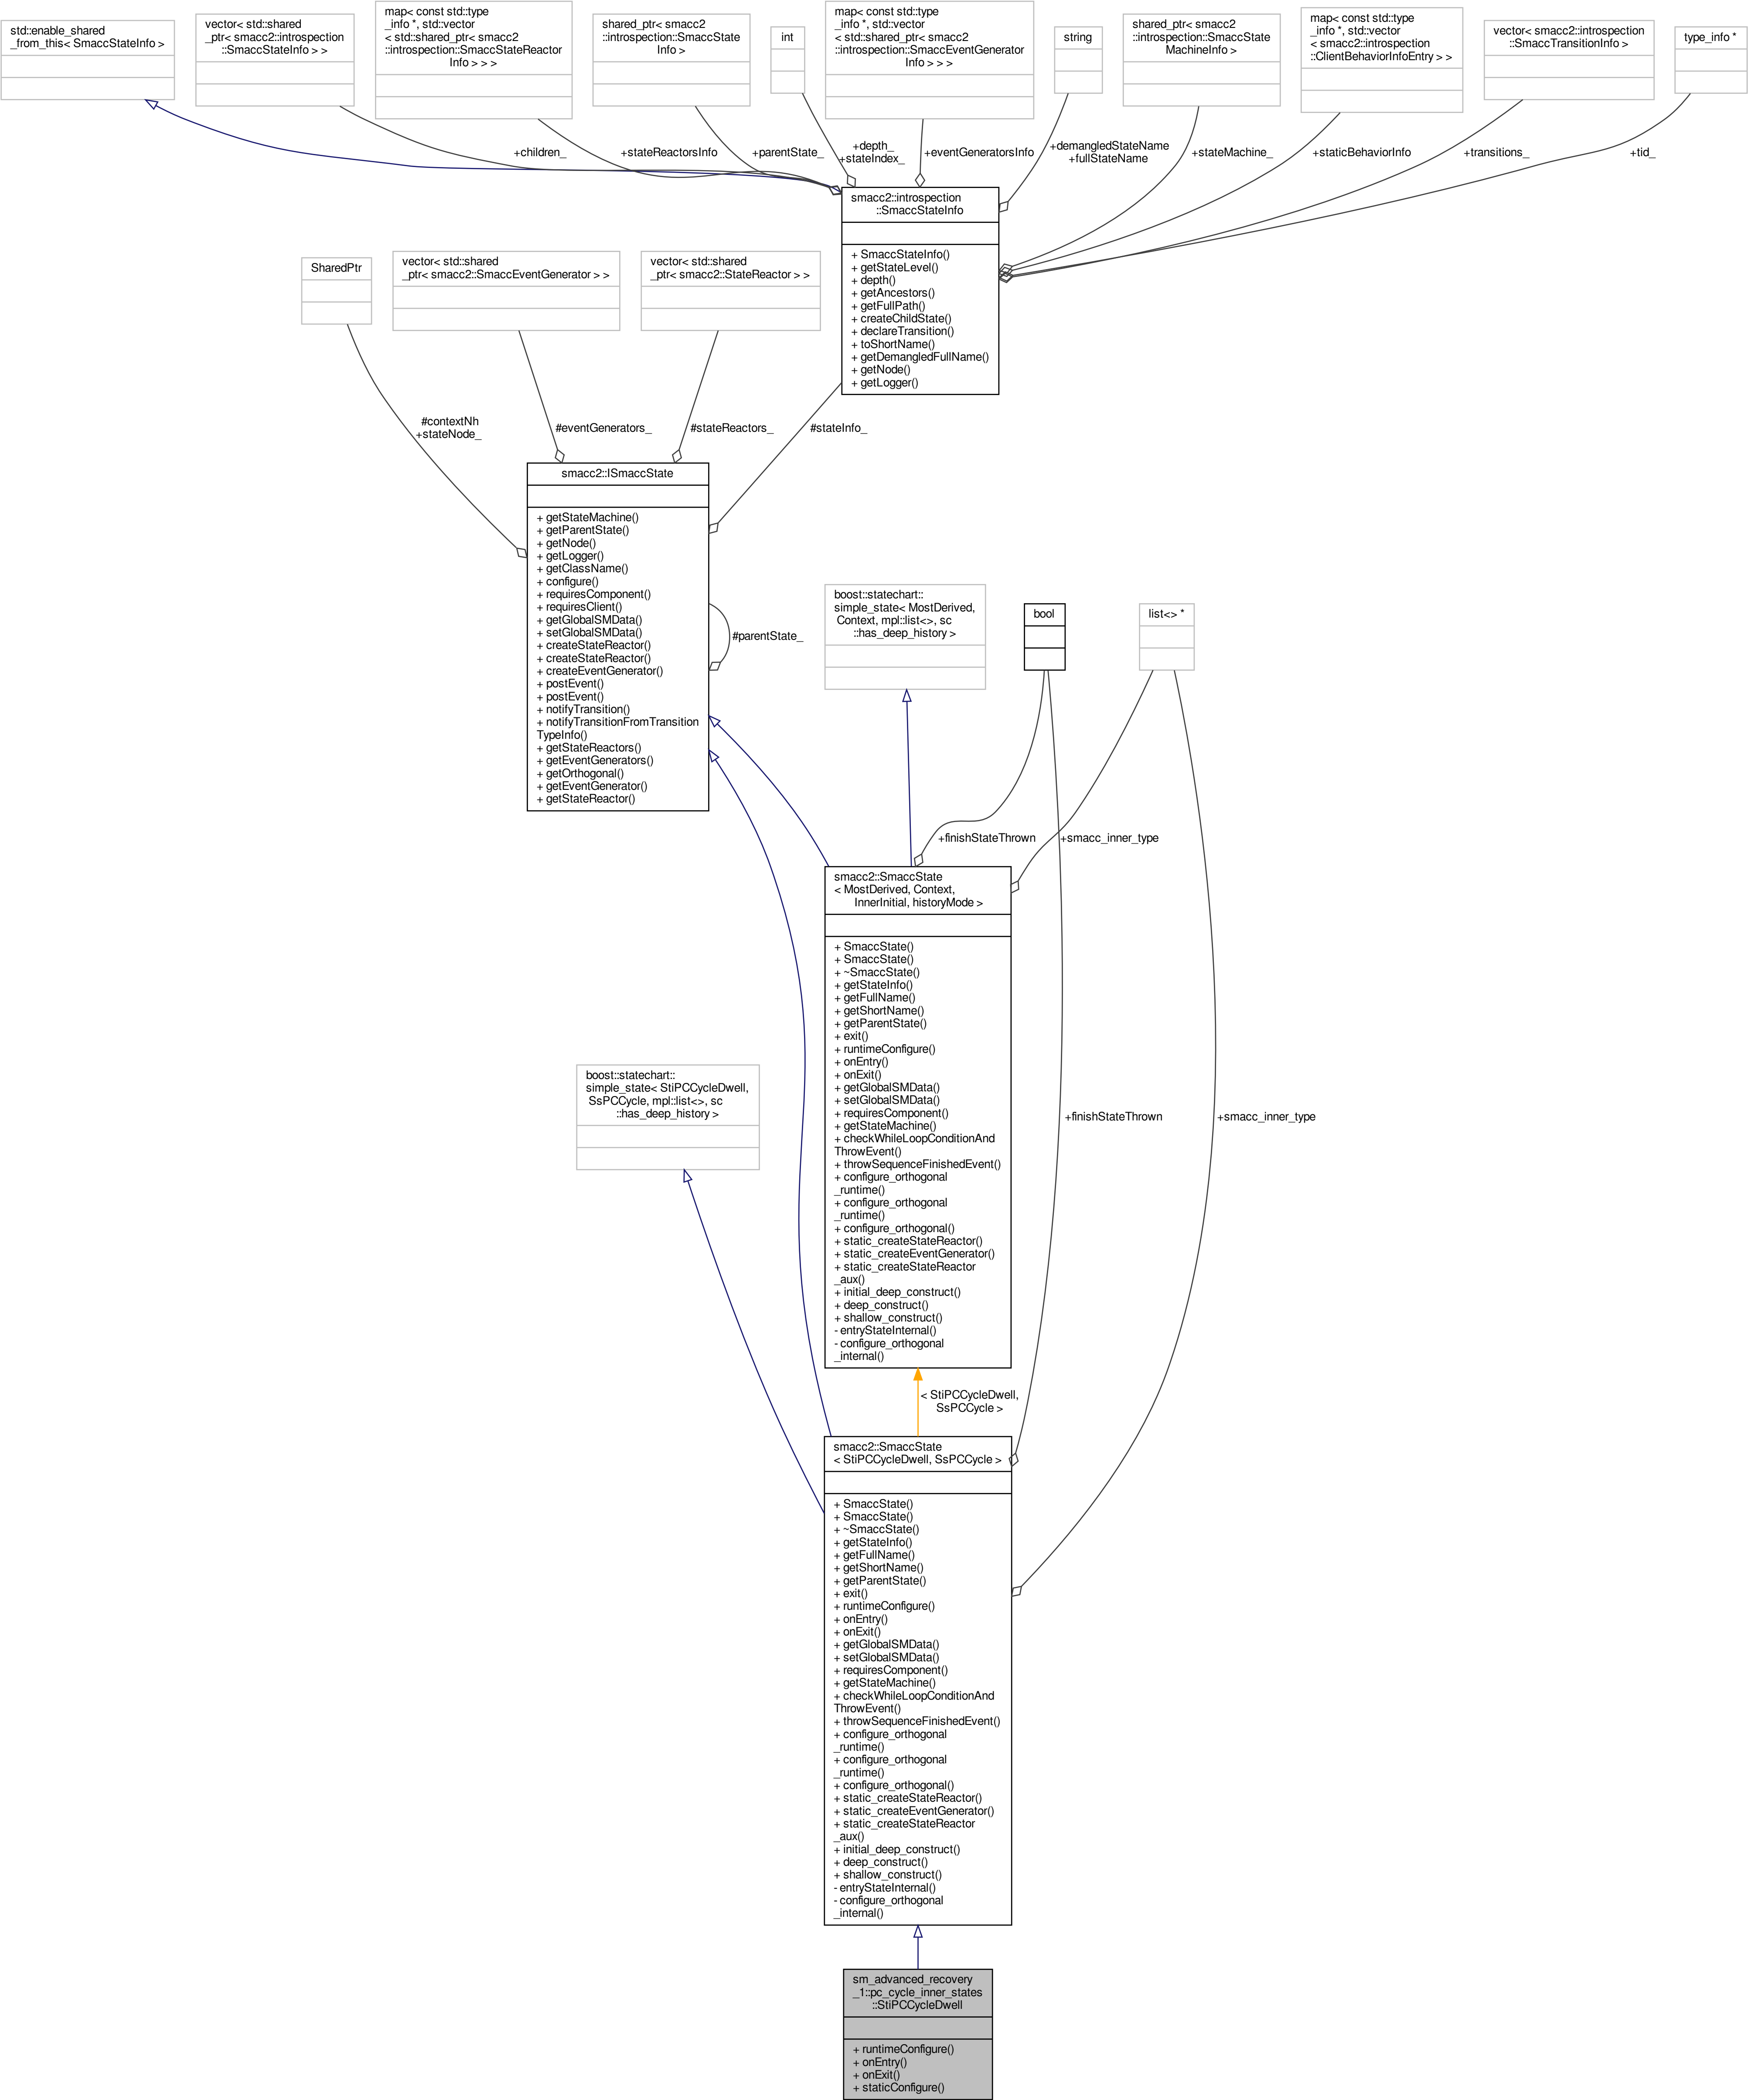 std::enable_shared
_from_this< SmaccStateInfo >
vector< std::shared
_ptr< smacc2::introspection
::SmaccStateInfo > >
map< const std::type
_info *, std::vector
< std::shared_ptr< smacc2
::introspection::SmaccStateReactor
Info > > >
shared_ptr< smacc2
::introspection::SmaccState
Info >
int
map< const std::type
_info *, std::vector
< std::shared_ptr< smacc2
::introspection::SmaccEventGenerator
Info > > >
string
shared_ptr< smacc2
::introspection::SmaccState
MachineInfo >
map< const std::type
_info *, std::vector
< smacc2::introspection
::ClientBehaviorInfoEntry > >
vector< smacc2::introspection
::SmaccTransitionInfo >
type_info *
+children_
+stateReactorsInfo
+parentState_
+depth_
+stateIndex_
+eventGeneratorsInfo
+demangledStateName
+fullStateName
+stateMachine_
+staticBehaviorInfo
+transitions_
+tid_
smacc2::introspection
::SmaccStateInfo
+ SmaccStateInfo()
+ getStateLevel()
+ depth()
+ getAncestors()
+ getFullPath()
+ createChildState()
+ declareTransition()
+ toShortName()
+ getDemangledFullName()
+ getNode()
+ getLogger()
SharedPtr
vector< std::shared
_ptr< smacc2::SmaccEventGenerator > >
vector< std::shared
_ptr< smacc2::StateReactor > >
#contextNh
+stateNode_
#eventGenerators_
#stateReactors_
#stateInfo_
smacc2::ISmaccState
+ getStateMachine()
+ getParentState()
+ getNode()
+ getLogger()
+ getClassName()
+ configure()
+ requiresComponent()
+ requiresClient()
+ getGlobalSMData()
+ setGlobalSMData()
+ createStateReactor()
+ createStateReactor()
+ createEventGenerator()
+ postEvent()
+ postEvent()
+ notifyTransition()
+ notifyTransitionFromTransition
TypeInfo()
+ getStateReactors()
+ getEventGenerators()
+ getOrthogonal()
+ getEventGenerator()
+ getStateReactor()
#parentState_
boost::statechart::
simple_state< MostDerived,
Context, mpl::list<>, sc
::has_deep_history >
bool
list<> *
+finishStateThrown
+smacc_inner_type
smacc2::SmaccState
< MostDerived, Context,
InnerInitial, historyMode >
+ SmaccState()
+ SmaccState()
+ ~SmaccState()
+ getStateInfo()
+ getFullName()
+ getShortName()
+ getParentState()
+ exit()
+ runtimeConfigure()
+ onEntry()
+ onExit()
+ getGlobalSMData()
+ setGlobalSMData()
+ requiresComponent()
+ getStateMachine()
+ checkWhileLoopConditionAnd
ThrowEvent()
+ throwSequenceFinishedEvent()
+ configure_orthogonal
_runtime()
+ configure_orthogonal
_runtime()
+ configure_orthogonal()
+ static_createStateReactor()
+ static_createEventGenerator()
+ static_createStateReactor
_aux()
+ initial_deep_construct()
+ deep_construct()
+ shallow_construct()
- entryStateInternal()
- configure_orthogonal
_internal()
boost::statechart::
simple_state< StiPCCycleDwell,
SsPCCycle, mpl::list<>, sc
::has_deep_history >
+finishStateThrown
+smacc_inner_type
< StiPCCycleDwell,
SsPCCycle >
smacc2::SmaccState
< StiPCCycleDwell, SsPCCycle >
+ SmaccState()
+ SmaccState()
+ ~SmaccState()
+ getStateInfo()
+ getFullName()
+ getShortName()
+ getParentState()
+ exit()
+ runtimeConfigure()
+ onEntry()
+ onExit()
+ getGlobalSMData()
+ setGlobalSMData()
+ requiresComponent()
+ getStateMachine()
+ checkWhileLoopConditionAnd
ThrowEvent()
+ throwSequenceFinishedEvent()
+ configure_orthogonal
_runtime()
+ configure_orthogonal
_runtime()
+ configure_orthogonal()
+ static_createStateReactor()
+ static_createEventGenerator()
+ static_createStateReactor
_aux()
+ initial_deep_construct()
+ deep_construct()
+ shallow_construct()
- entryStateInternal()
- configure_orthogonal
_internal()
sm_advanced_recovery
_1::pc_cycle_inner_states
::StiPCCycleDwell
+ runtimeConfigure()
+ onEntry()
+ onExit()
+ staticConfigure()